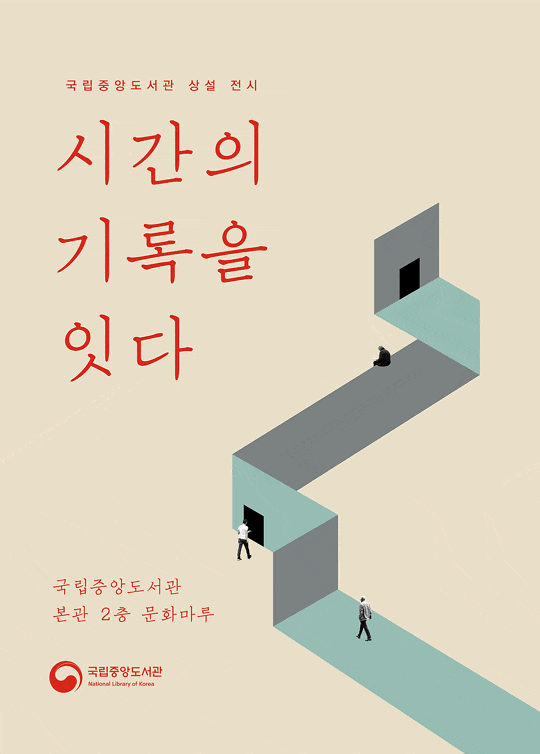 국립중앙도서관 상설 전시
시간의
기록을
잇다
국립중앙도서관
본관 2층 문화마루
국립중앙도서관
National Library of Korea